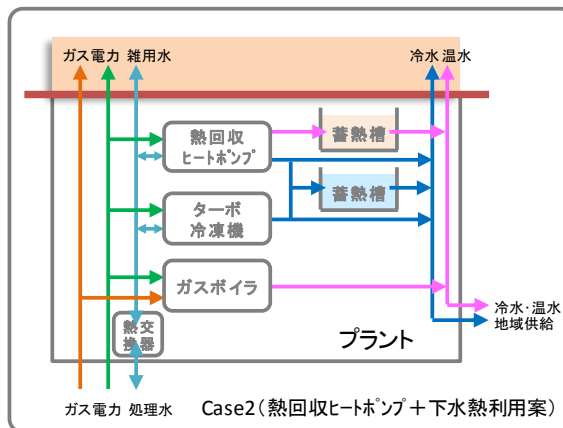 ガス電力 雑用水
冷水 温水
熱回収
ヒートポンプ
蓄熱槽
蓄熱槽
ターボ
冷凍機
ガスボイラ
熱交
換器
冷水・温水
地域供給
プラント
ガス電力 処理水
Case2(熱回収ヒートポンプ+下水熱利用案)